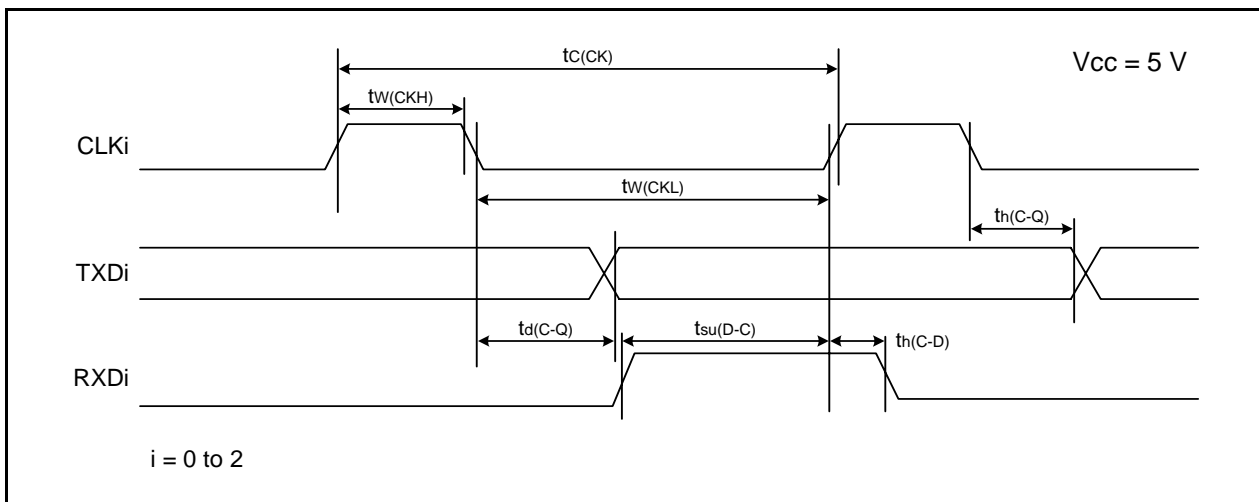 tC(CK)
Vcc = 5 V
tW(CKH)
CLKi
tW(CKL)
th(C-Q)
TXDi
td(C-Q)
tsu(D-C)
th(C-D)
RXDi
i = 0 to 2